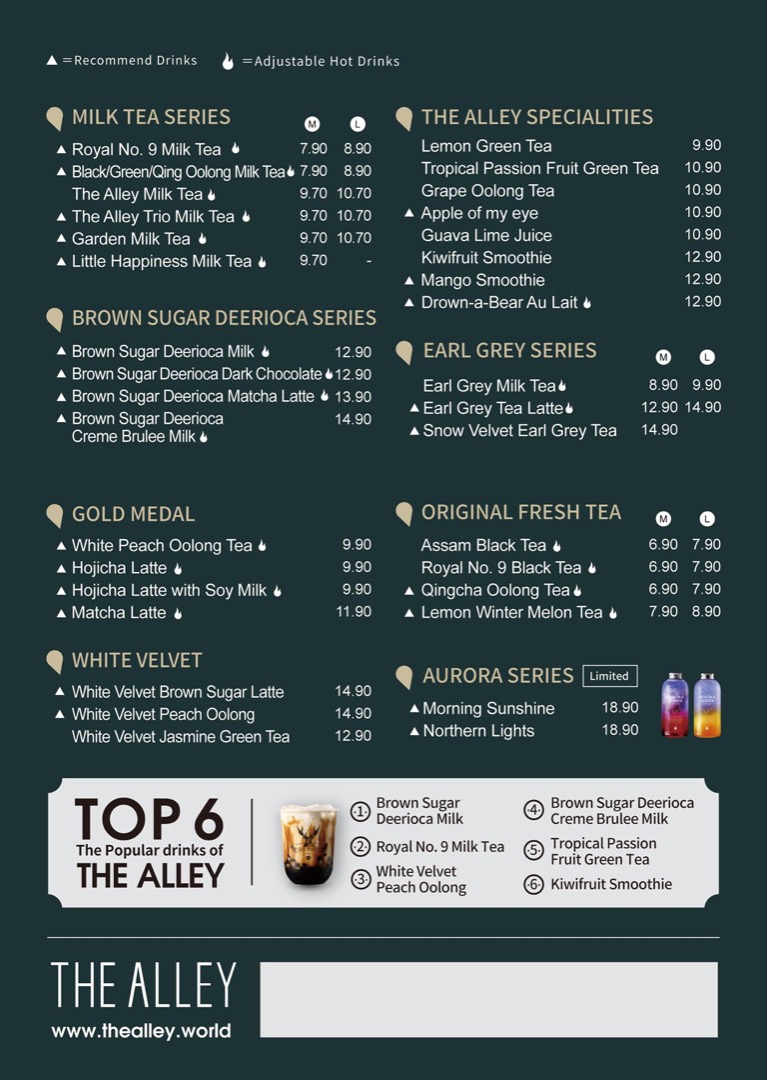 ▲ =Recommend Drinks =Adjustable Hot Drinks
MILK TEA SERIES M L
▲ Royal No. 9 Milk Tea 7.90 8.90
▲ Black/Green/Qing Oolong Milk Tea 7.90 8.90
The Alley Milk Tea 9.70 10.70
▲ The Alley Trio Milk Tea 9.70 10.70
▲ Garden Milk Tea 9.70 10.70
▲ Little Happiness Milk Tea 9.70 -
BROWN SUGAR DEERIOCA SERIES
▲ Brown Sugar Deerioca Milk 12.90
▲ Brown Sugar Deerioca Dark Chocolate 12.90
▲ Brown Sugar Deerioca Matcha Latte 13.90
▲ Brown Sugar Deerioca 14.90
Creme Brulee Milk
GOLD MEDAL
▲ White Peach Oolong Tea 9.90
▲ Hojicha Latte 9.90
▲ Hojicha Latte with Soy Milk 9.90
▲ Matcha Latte 11.90
WHITE VELVET
▲ White Velvet Brown Sugar Latte 14.90
▲ White Velvet Peach Oolong 14.90
White Velvet Jasmine Green Tea 12.90
THE ALLEY SPECIALITIES
Lemon Green Tea 9.90
Tropical Passion Fruit Green Tea 10.90
Grape Oolong Tea 10.90
▲ Apple of my eye 10.90
Guava Lime Juice 10.90
Kiwifruit Smoothie 12.90
▲ Mango Smoothie 12.90
▲ Drown-a-Bear Au Lait 12.90
EARL GREY SERIES M L
Earl Grey Milk Tea 8.90 9.90
▲ Earl Grey Tea Latte 12.90 14.90
▲ Snow Velvet Earl Grey Tea 14.90
ORIGINAL FRESH TEA M L
Assam Black Tea 6.90 7.90
Royal No. 9 Black Tea 6.90 7.90
▲ Qingcha Oolong Tea 6.90 7.90
▲ Lemon Winter Melon Tea 7.90 8.90
AURORA SERIES Limited
▲ Morning Sunshine 18.90
▲ Northern Lights 18.90
TOP 6
The Popular drinks of
THE ALLEY
1 Brown Sugar
Deerioca Milk
2 Royal No. 9 Milk Tea
3 White Velvet
Peach Oolong
4 Brown Sugar Deerioca
Creme Brulee Milk
5 Tropical Passion
Fruit Green Tea
6 Kiwifruit Smoothie
THE ALLEY
www.thealley.world